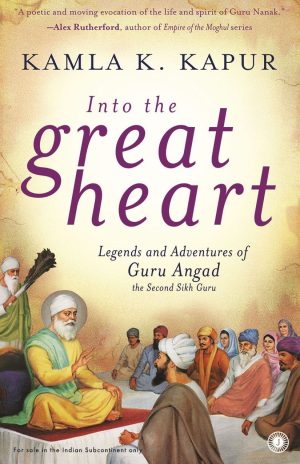 "A poetic and moving evocation of the life and spirit of Guru Nanak."
—Alex Rutherford, author of Empire of the Moghul series
KAMLA K. KAPUR
Into the
great
heart
Legends and Adventures of
Guru Angad
the Second Sikh Guru
For sale in the Indian Subcontinent only
J